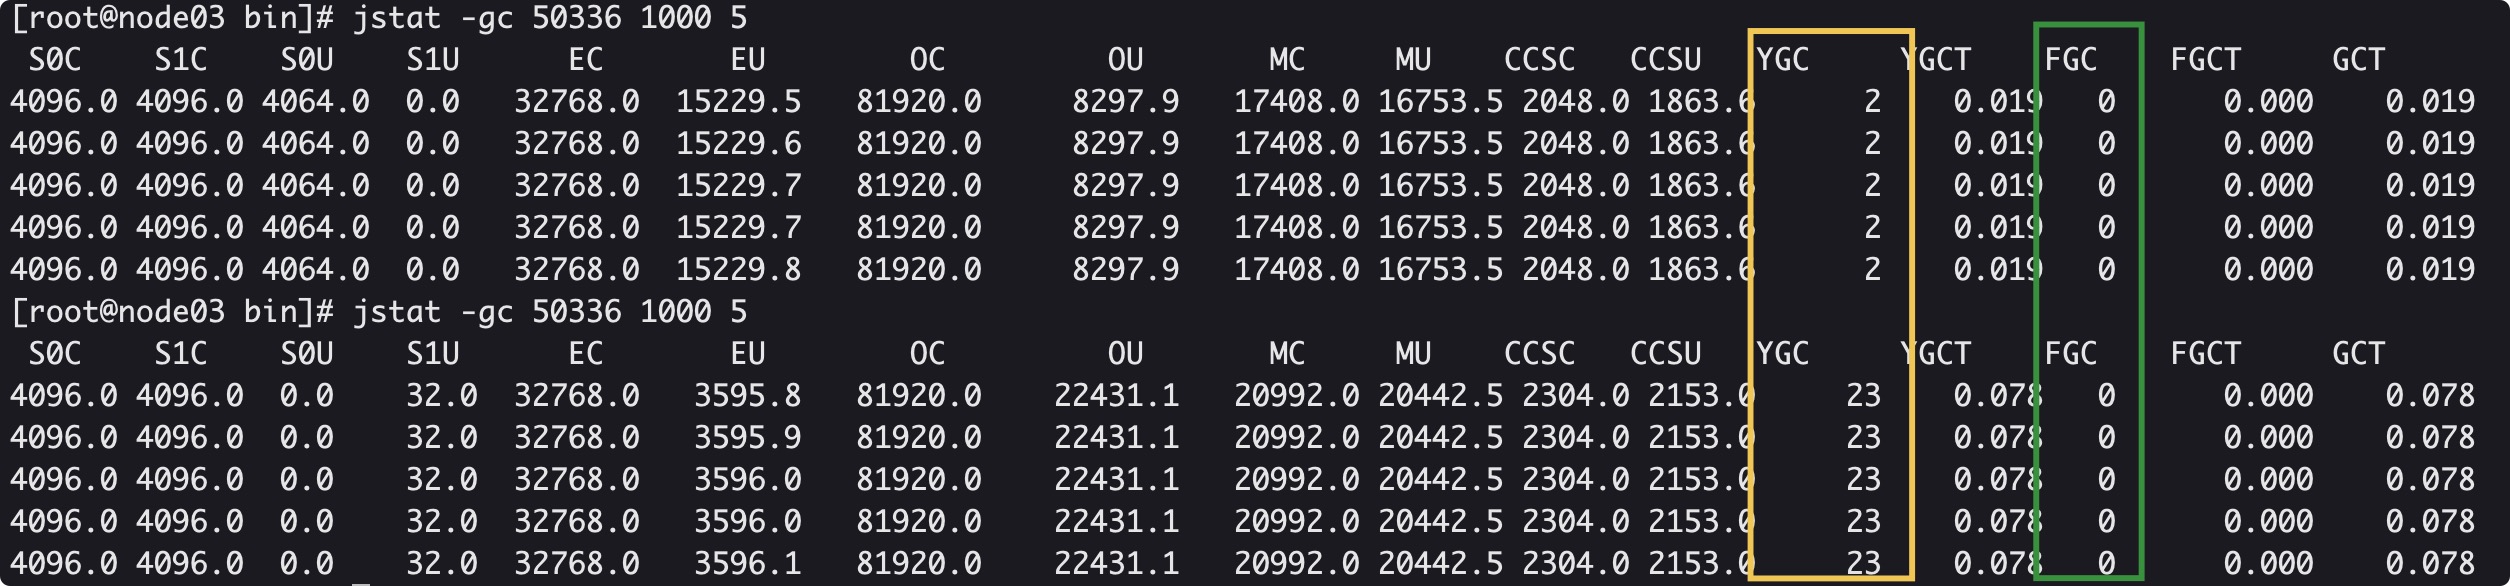 [root@node03 bin]# jstat -gc 50336 1000 5
S0C S1C S0U S1U EC EU OC OU MC MU CCSC CCSU YGC YGCT FGC FGCT GCT
4096.0 4096.0 4064.0 0.0 32768.0 15229.5 81920.0 8297.9 17408.0 16753.5 2048.0 1863.6 2 0.019 0 0.000 0.019
4096.0 4096.0 4064.0 0.0 32768.0 15229.6 81920.0 8297.9 17408.0 16753.5 2048.0 1863.6 2 0.019 0 0.000 0.019
4096.0 4096.0 4064.0 0.0 32768.0 15229.7 81920.0 8297.9 17408.0 16753.5 2048.0 1863.6 2 0.019 0 0.000 0.019
4096.0 4096.0 4064.0 0.0 32768.0 15229.7 81920.0 8297.9 17408.0 16753.5 2048.0 1863.6 2 0.019 0 0.000 0.019
4096.0 4096.0 4064.0 0.0 32768.0 15229.8 81920.0 8297.9 17408.0 16753.5 2048.0 1863.6 2 0.019 0 0.000 0.019
[root@node03 bin]# jstat -gc 50336 1000 5
S0C S1C S0U S1U EC EU OC OU MC MU CCSC CCSU YGC YGCT FGC FGCT GCT
4096.0 4096.0 0.0 32.0 32768.0 3595.8 81920.0 22431.1 20992.0 20442.5 2304.0 2153.0 23 0.078 0 0.000 0.078
4096.0 4096.0 0.0 32.0 32768.0 3595.9 81920.0 22431.1 20992.0 20442.5 2304.0 2153.0 23 0.078 0 0.000 0.078
4096.0 4096.0 0.0 32.0 32768.0 3596.0 81920.0 22431.1 20992.0 20442.5 2304.0 2153.0 23 0.078 0 0.000 0.078
4096.0 4096.0 0.0 32.0 32768.0 3596.0 81920.0 22431.1 20992.0 20442.5 2304.0 2153.0 23 0.078 0 0.000 0.078
4096.0 4096.0 0.0 32.0 32768.0 3596.1 81920.0 22431.1 20992.0 20442.5 2304.0 2153.0 23 0.078 0 0.000 0.078